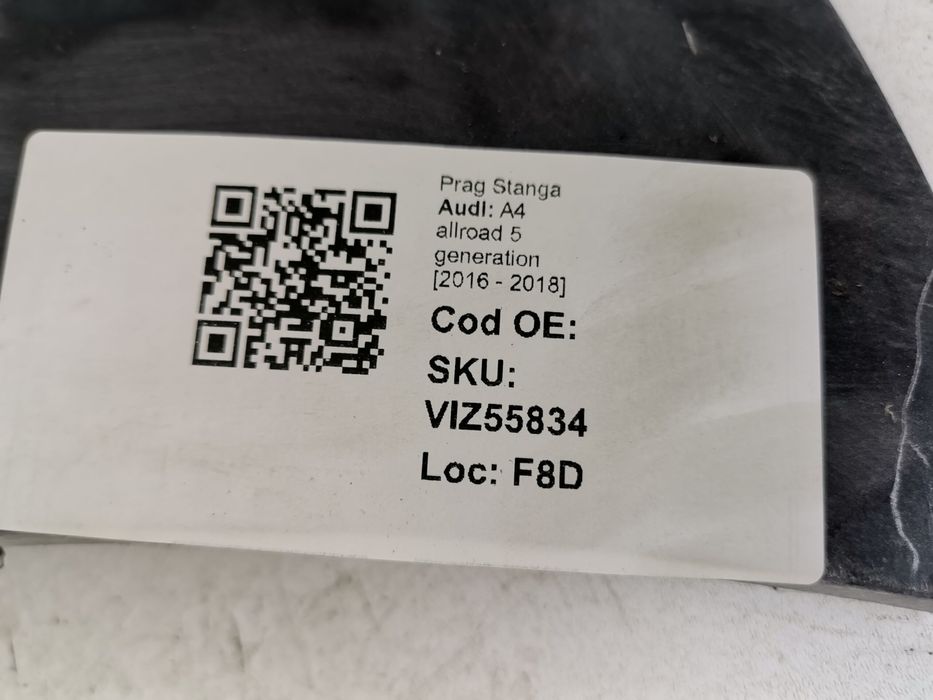 Prag Stanga
Audi: A4
allroad 5
generation
[2016 - 2018]
Cod OE:
SKU:
VIZ55834
Loc: F8D